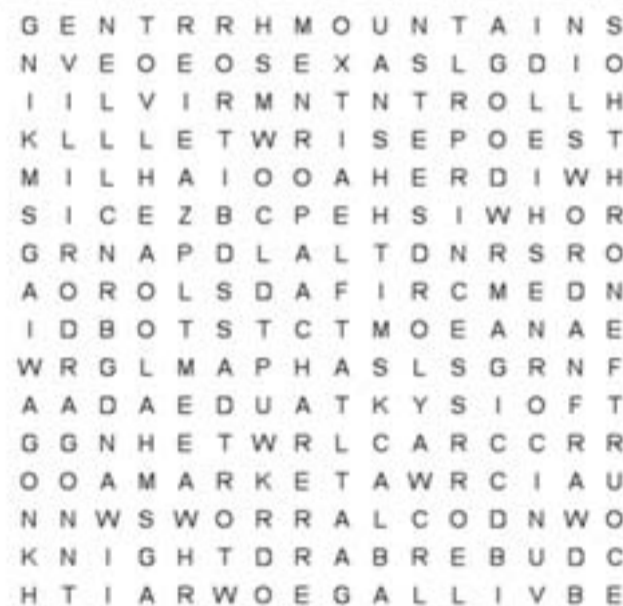 G E N T R R H M O U N T A I N S
N V E O E O S E X A S L G D I O
I I L V I R M N T N T R O L L H
K L L L E T W R I S E P O E S T
M I L H A I O O A H E R D I W H
S I C E Z B C P E H S I W H O R
G R N A P D L A L T D N R S R O
A O R O L S D A F I R C M E D N
I D B O T S T C T M O E A N A E
W R G L M A P H A S L S G R N F
A A D A E D U A T K Y S I O F T
G G N H E T W R L C A R C C R R
O O A M A R K E T A W R C I A U
N N W S W O R R A L C O D N W O
K N I G H T D R A B R E B U D C
H T I A R W O E G A L L I V B E